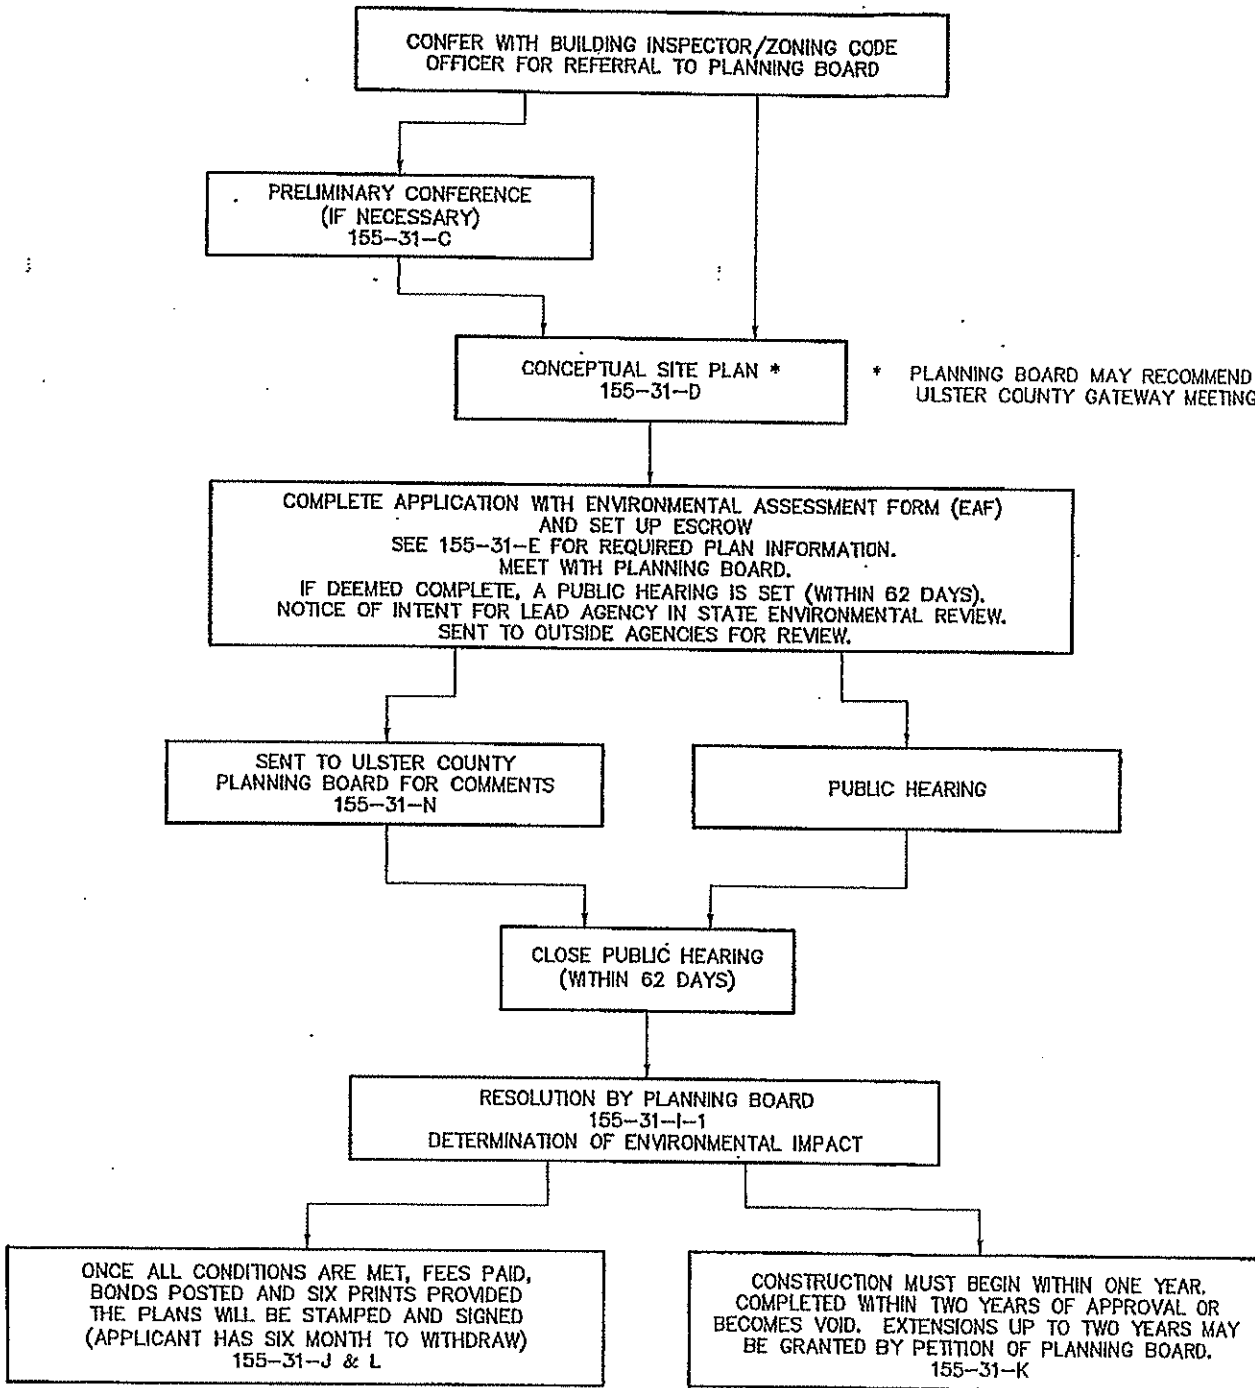 CONFER WITH BUILDING INSPECTOR/ZONING CODE
OFFICER FOR REFERRAL TO PLANNING BOARD
PRELIMINARY CONFERENCE
(IF NECESSARY)
155-31-C
CONCEPTUAL SITE PLAN *
155-31-D
* PLANNING BOARD MAY RECOMMEND
ULSTER COUNTY GATEWAY MEETING
COMPLETE APPLICATION WITH ENVIRONMENTAL ASSESSMENT FORM (EAF)
AND SET UP ESCROW
SEE 155-31-E FOR REQUIRED PLAN INFORMATION.
MEET WITH PLANNING BOARD.
IF DEEMED COMPLETE, A PUBLIC HEARING IS SET (WITHIN 62 DAYS).
NOTICE OF INTENT FOR LEAD AGENCY IN STATE ENVIRONMENTAL REVIEW.
SENT TO OUTSIDE AGENCIES FOR REVIEW.
SENT TO ULSTER COUNTY
PLANNING BOARD FOR COMMENTS
155-31-N
PUBLIC HEARING
CLOSE PUBLIC HEARING
(WITHIN 62 DAYS)
RESOLUTION BY PLANNING BOARD
155-31-I-1
DETERMINATION OF ENVIRONMENTAL IMPACT
ONCE ALL CONDITIONS ARE MET, FEES PAID,
BONDS POSTED AND SIX PRINTS PROVIDED
THE PLANS WILL BE STAMPED AND SIGNED
(APPLICANT HAS SIX MONTH TO WITHDRAW)
155-31-J & L
CONSTRUCTION MUST BEGIN WITHIN ONE YEAR.
COMPLETED WITHIN TWO YEARS OF APPROVAL OR
BECOMES VOID. EXTENSIONS UP TO TWO YEARS MAY
BE GRANTED BY PETITION OF PLANNING BOARD.
155-31-K